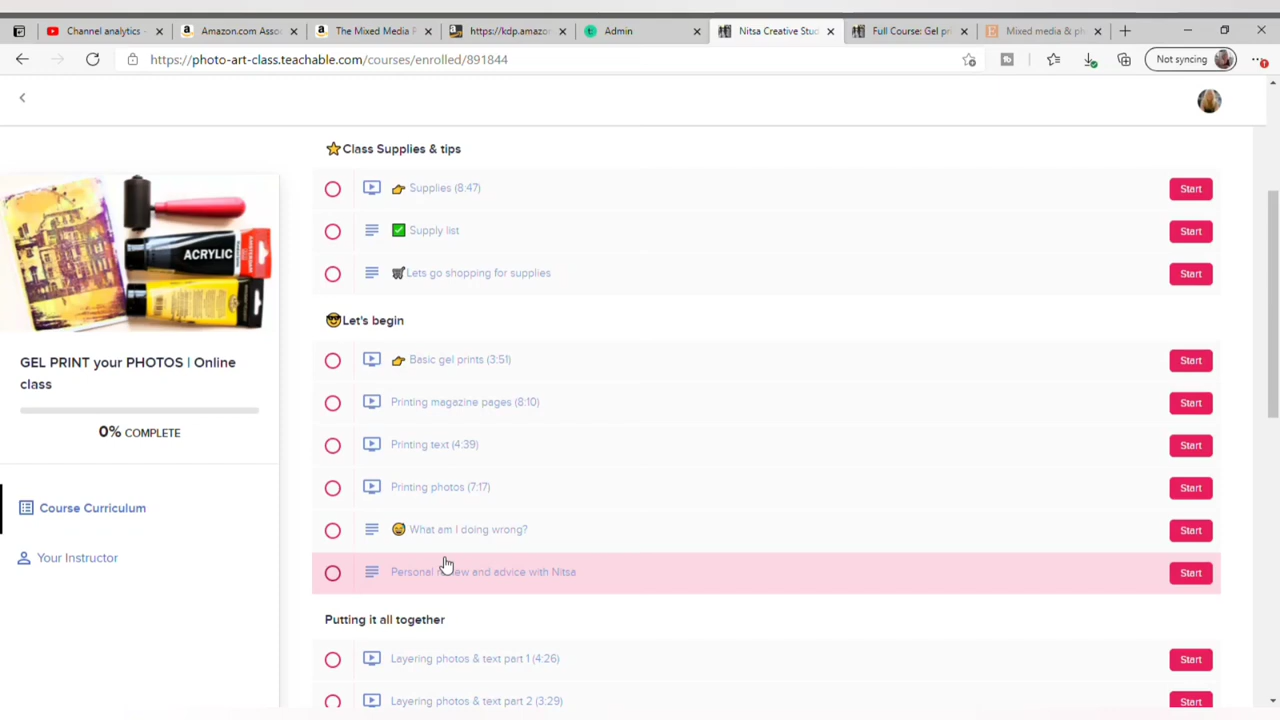 Channel analytics
Amazon.com Asso
The Mixed Media F
https://kdp.amazor
Admin
Nitsa Creative Stud
Full Course: Gel pr
Mixed media & ph
https://photo-art-class.teachable.com/courses/enrolled/891844
Not syncing
Class Supplies & tips
Supplies (8:47)
Start
Supply list
Start
Lets go shopping for supplies
Start
ACRYLIC
Let's begin
GEL PRINT your PHOTOS | Online
class
0% COMPLETE
Basic gel prints (3:51)
Start
Printing magazine pages (8:10)
Start
Printing text (4:39)
Start
Printing photos (7:17)
Start
Course Curriculum
Your Instructor
What am I doing wrong?
Start
Personal review and advice with Nitsa
Start
Putting it all together
Layering photos & text part 1 (4:26)
Start
Layering photos & text part 2 (3:29)
Start